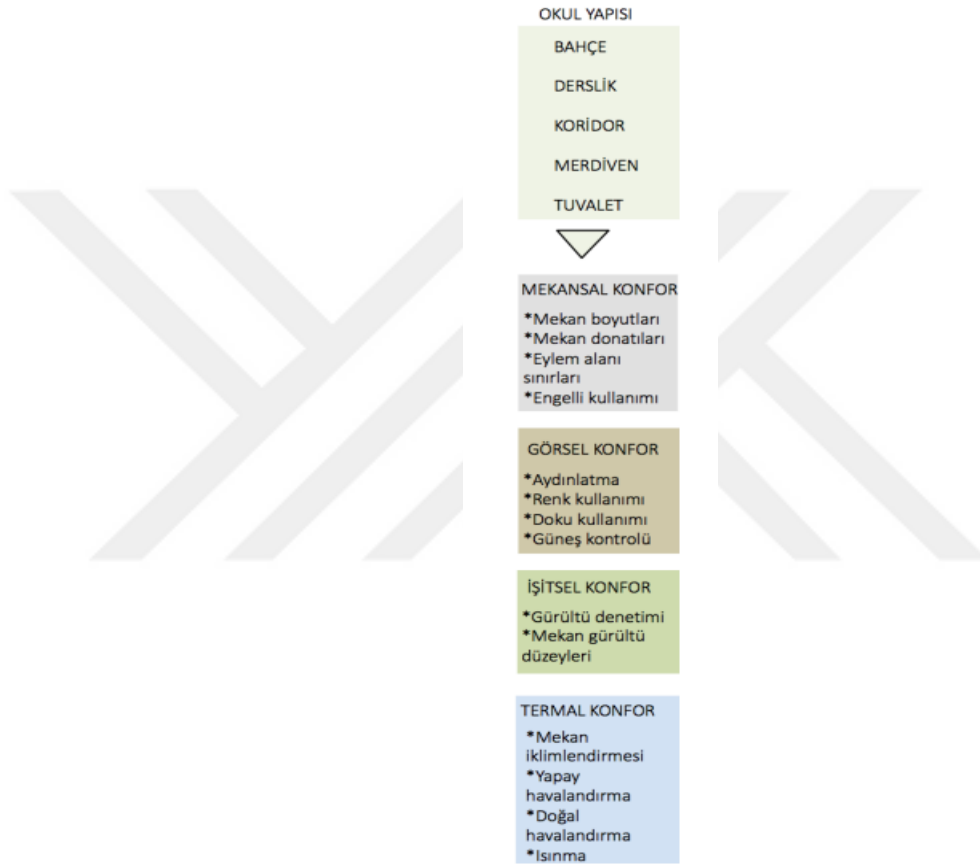 OKUL YAPISI
BAHÇE
DERSLİK
KORİDOR
MERDİVEN
TUVALET
MEKANSAL KONFOR
*Mekan boyutları
*Mekan donatıları
*Eylem alanı
sınırları
*Engelli kullanımı
GÖRSEL KONFOR
*Aydınlatma
*Renk kullanımı
*Doku kullanımı
*Güneş kontrolü
İŞİTSEL KONFOR
*Gürültü denetimi
*Mekan gürültü
düzeyleri
TERMAL KONFOR
*Mekan
iklimlendirmesi
*Yapay
havalandırma
*Doğal
havalandırma
*Isınma